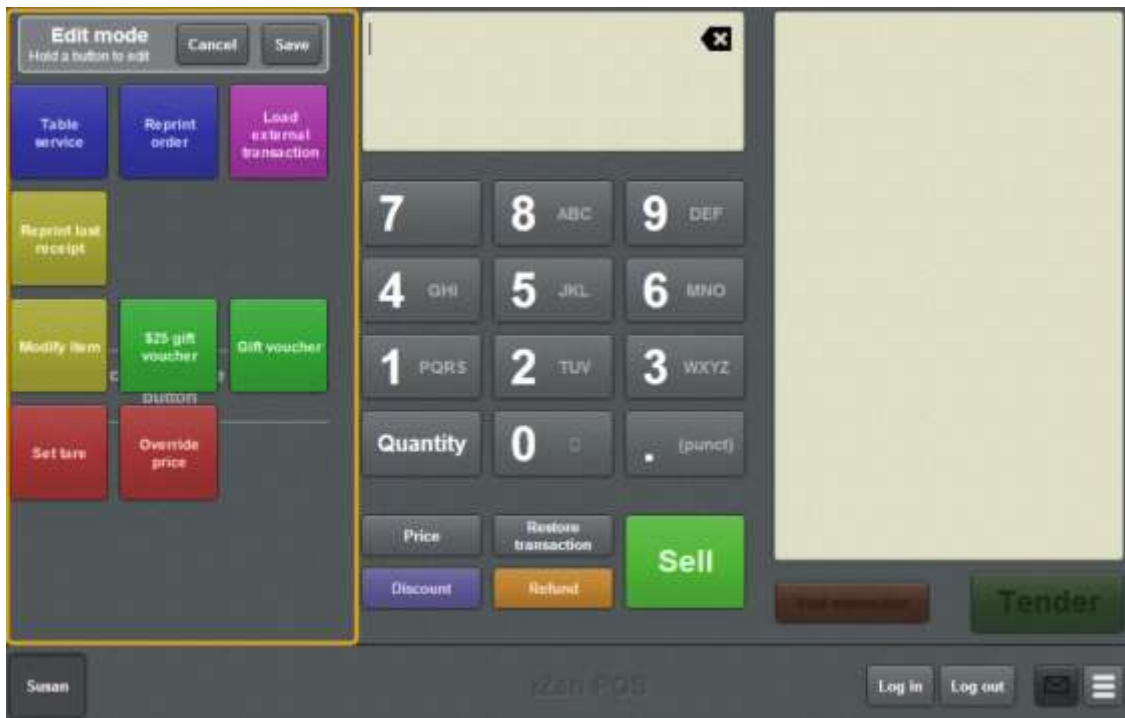 Edit mode
Hold a button to edit
Cancel
Save
Table
service
Reprint
order
Load
external
transaction
Reprint last
receipt
Modify item
$25 gift
voucher
Gift voucher
button
Set tare
Override
price
7
8 ABC
9 DEF
4 GHI
5 JKL
6 MNO
1 PQRS
2 TUV
3 WXYZ
Quantity
0
. (punct)
Price
Restore
transaction
Discount
Refund
Sell
Tender
Susan
POS
Log in
Log out